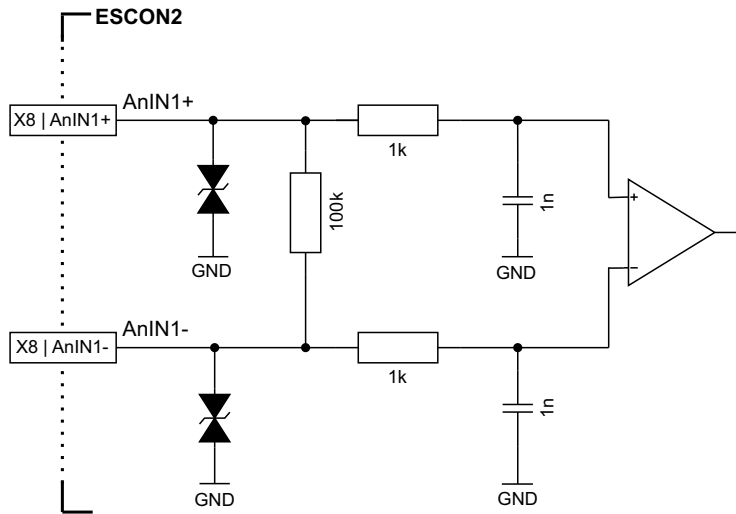 ESCON2
AnIN1+
X8 | AnIN1+
1k
100k
1n
+
GND
GND
−
AnIN1-
X8 | AnIN1-
1k
1n
GND
GND